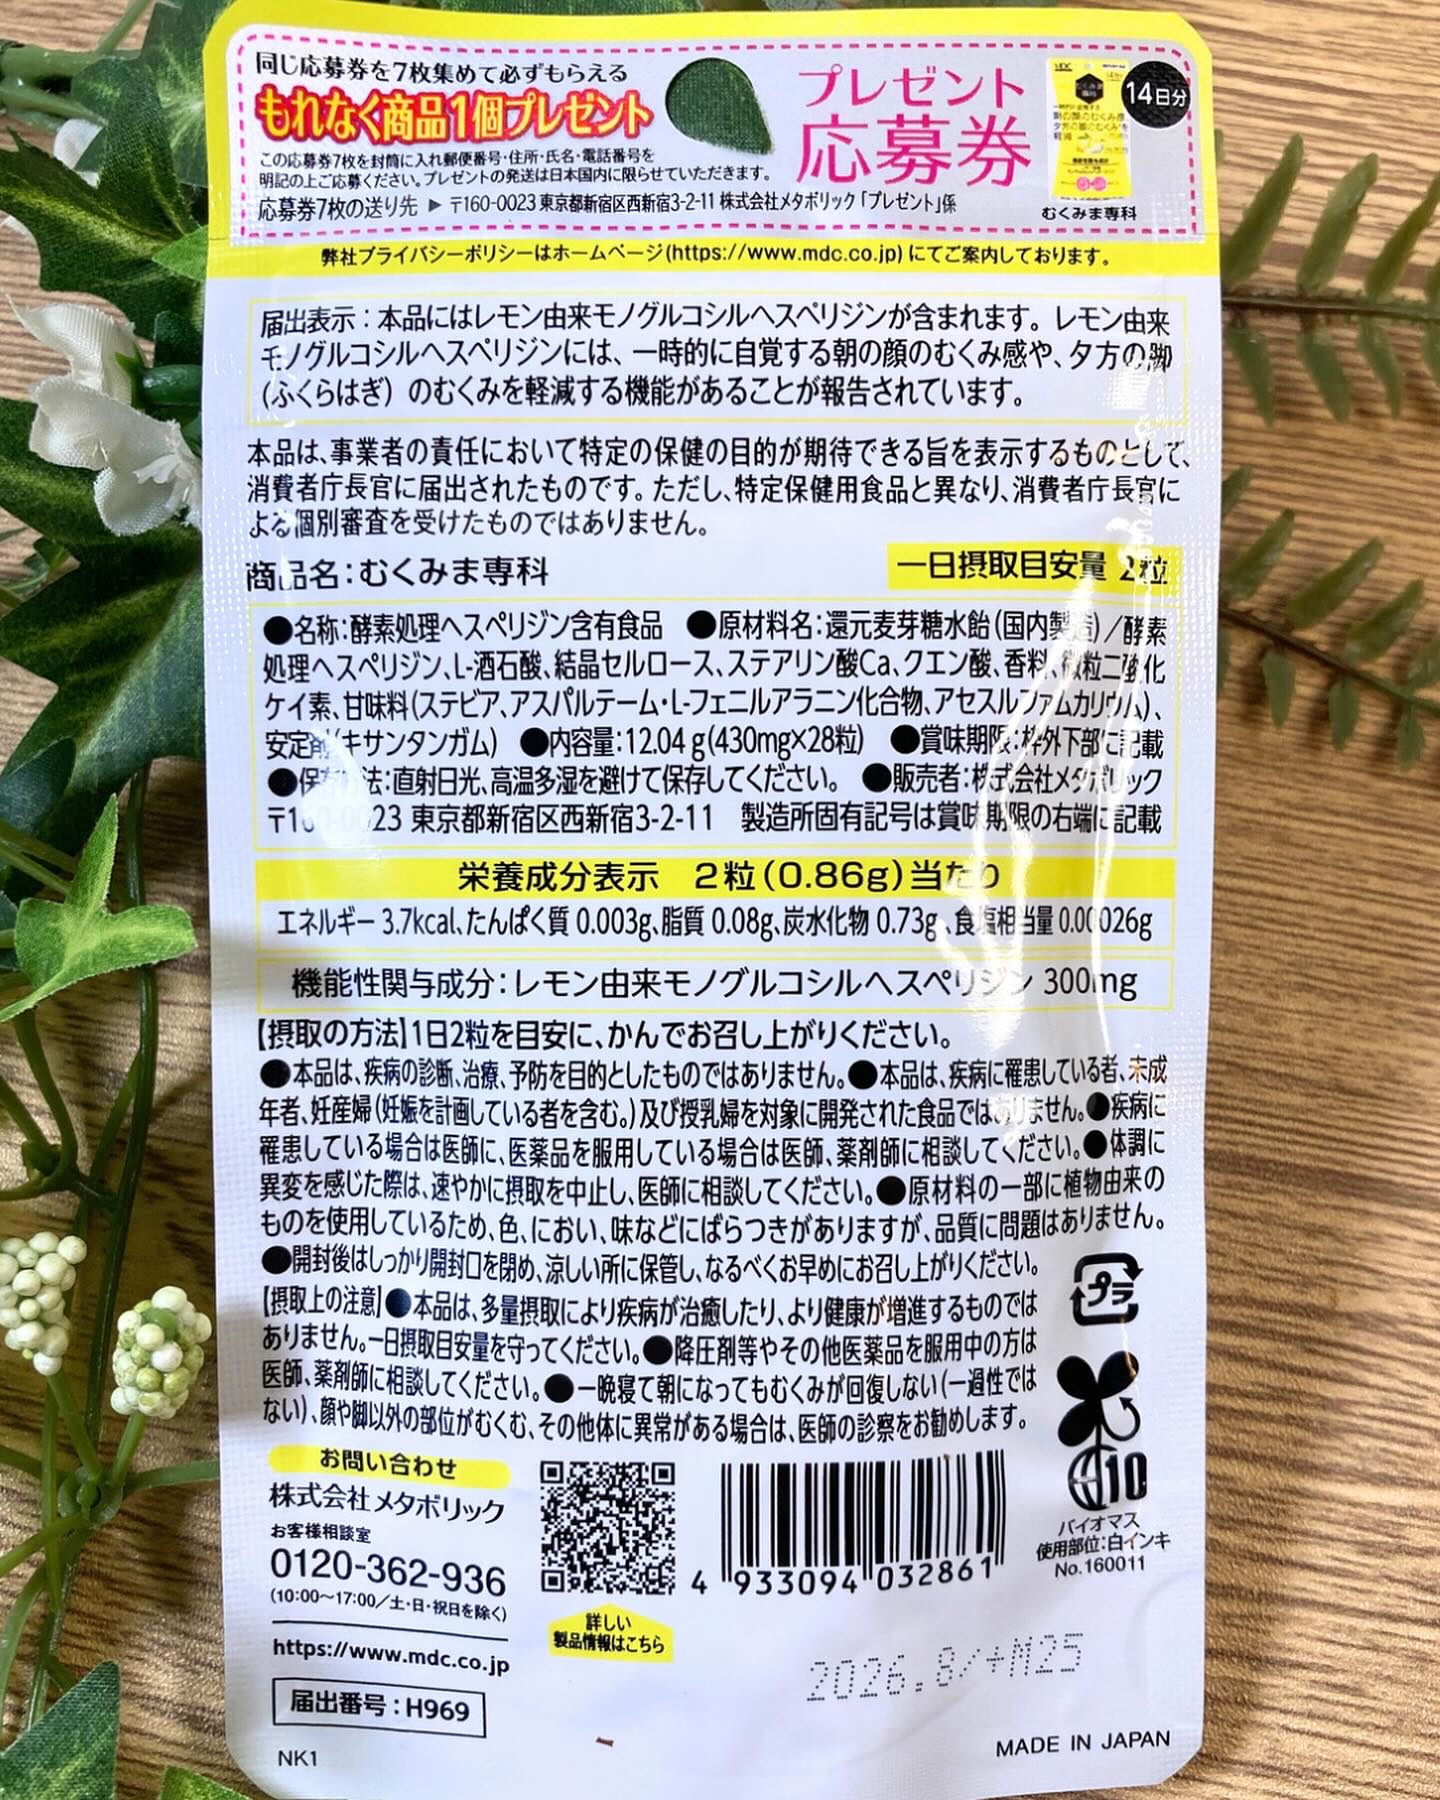 同じ応募券を7枚集めて必ずもらえる
もれなく商品1個プレゼント
この応募券7枚を封筒に入れ郵便番号・住所・氏名・電話番号を
明記の上ご応募ください。プレゼントの発送は日本国内に限らせていただきます。
応募券7枚の送り先 ▶ 〒160-0023 東京都新宿区西新宿3-2-11 株式会社メタボリック「プレゼント」係
プレゼント
応募券
14日分
むくみま専科
弊社プライバシーポリシーはホームページ(https://www.mdc.co.jp)にてご案内しております。
届出表示：本品にはレモン由来モノグルコシルヘスペリジンが含まれます。レモン由来
モノグルコシルヘスペリジンには、一時的に自覚する朝の顔のむくみ感や、夕方の脚
（ふくらはぎ）のむくみを軽減する機能があることが報告されています。
本品は、事業者の責任において特定の保健の目的が期待できる旨を表示するものとして、
消費者庁長官に届出されたものです。ただし、特定保健用食品と異なり、消費者庁長官に
よる個別審査を受けたものではありません。
商品名：むくみま専科
一日摂取目安量 2粒
●名称：酵素処理ヘスペリジン含有食品 ●原材料名：還元麦芽糖水飴（国内製造）／酵素
処理ヘスペリジン、L-酒石酸、結晶セルロース、ステアリン酸Ca、クエン酸、香料、微粒二酸化
ケイ素、甘味料（ステビア、アスパルテーム・L-フェニルアラニン化合物、アセスルファムカリウム）、
安定剤（キサンタンガム） ●内容量：12.04g(430mg×28粒) ●賞味期限：枠外下部に記載
●保存方法：直射日光、高温多湿を避けて保存してください。 ●販売者：株式会社メタボリック
〒160-0023 東京都新宿区西新宿3-2-11 製造所固有記号は賞味期限の右端に記載
栄養成分表示 2粒(0.86g)当たり
エネルギー 3.7kcal、たんぱく質 0.003g、脂質 0.08g、炭水化物 0.73g、食塩相当量 0.00026g
機能性関与成分：レモン由来モノグルコシルヘスペリジン 300mg
【摂取の方法】1日2粒を目安に、かんでお召し上がりください。
●本品は、疾病の診断、治療、予防を目的としたものではありません。●本品は、疾病に罹患している者、未成
年者、妊産婦（妊娠を計画している者を含む。）及び授乳婦を対象に開発された食品ではありません。●疾病に
罹患している場合は医師に、医薬品を服用している場合は医師、薬剤師に相談してください。●体調に
異変を感じた際は、速やかに摂取を中止し、医師に相談してください。●原材料の一部に植物由来の
ものを使用しているため、色、におい、味などにばらつきがありますが、品質に問題はありません。
●開封後はしっかり開封口を閉め、涼しい所に保管し、なるべくお早めにお召し上がりください。
【摂取上の注意】●本品は、多量摂取により疾病が治癒したり、より健康が増進するものでは
ありません。一日摂取目安量を守ってください。●降圧剤等やその他医薬品を服用中の方は
医師、薬剤師に相談してください。●一晩寝て朝になってもむくみが回復しない（一過性では
ない）、顔や脚以外の部位がむくむ、その他体に異常がある場合は、医師の診察をお勧めします。
プラ
10
バイオマス
使用部位：白インキ
No.160011
お問い合わせ
株式会社メタボリック
お客様相談室
0120-362-936
(10:00～17:00／土・日・祝日を除く)
https://www.mdc.co.jp
届出番号：H969
NK1
詳しい
製品情報はこちら
4 933094 032861
2026.8/+M25
MADE IN JAPAN